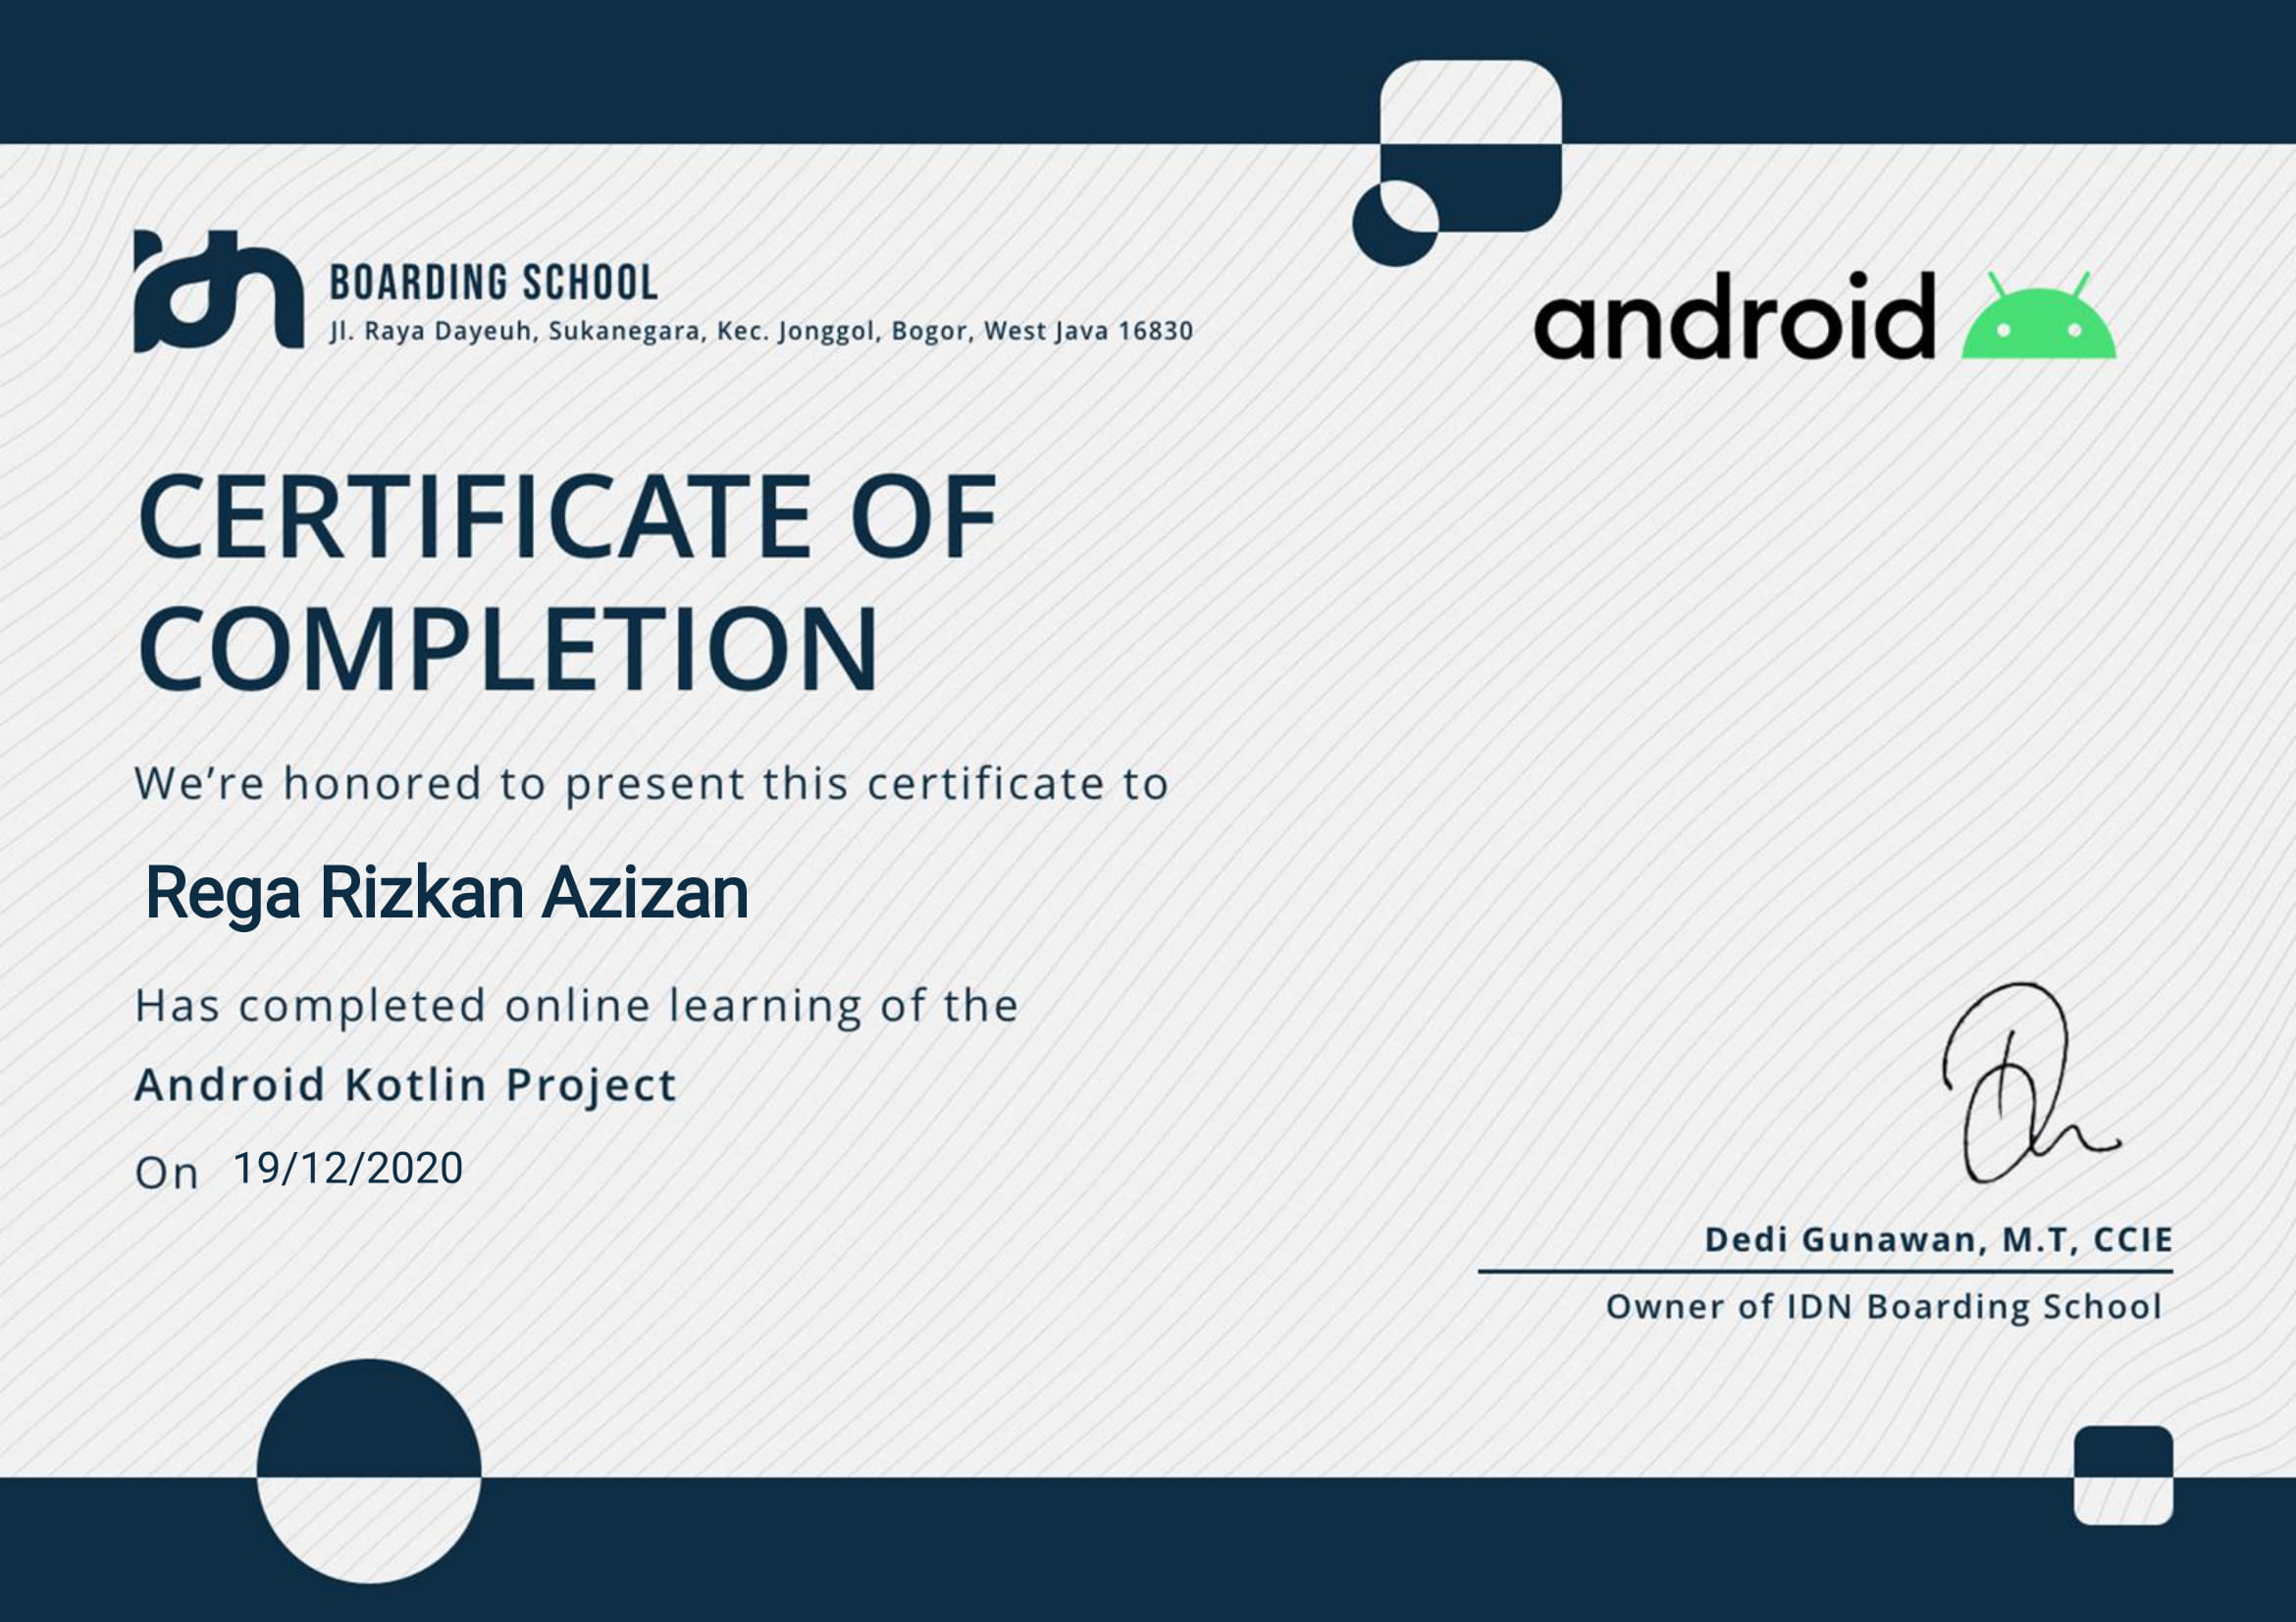 idn
BOARDING SCHOOL
Jl. Raya Dayeuh, Sukanegara, Kec. Jonggol, Bogor, West Java 16830
android
CERTIFICATE OF
COMPLETION
We’re honored to present this certificate to
Rega Rizkan Azizan
Has completed online learning of the
Android Kotlin Project
On 19/12/2020
Dedi Gunawan, M.T, CCIE
Owner of IDN Boarding School